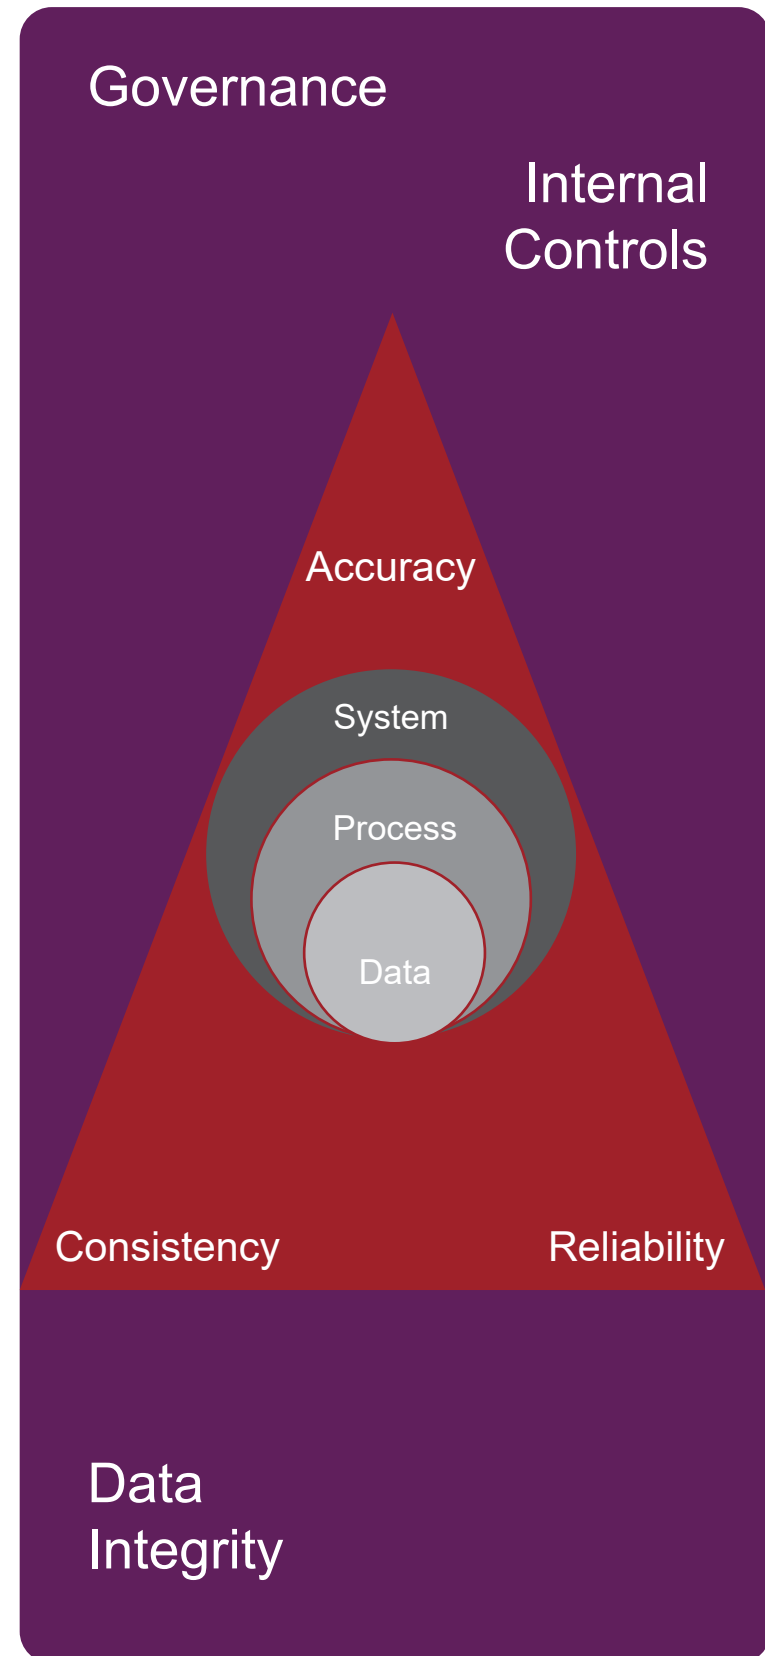 Governance
Internal
Controls
Accuracy
System
Process
Data
Consistency
Reliability
Data
Integrity